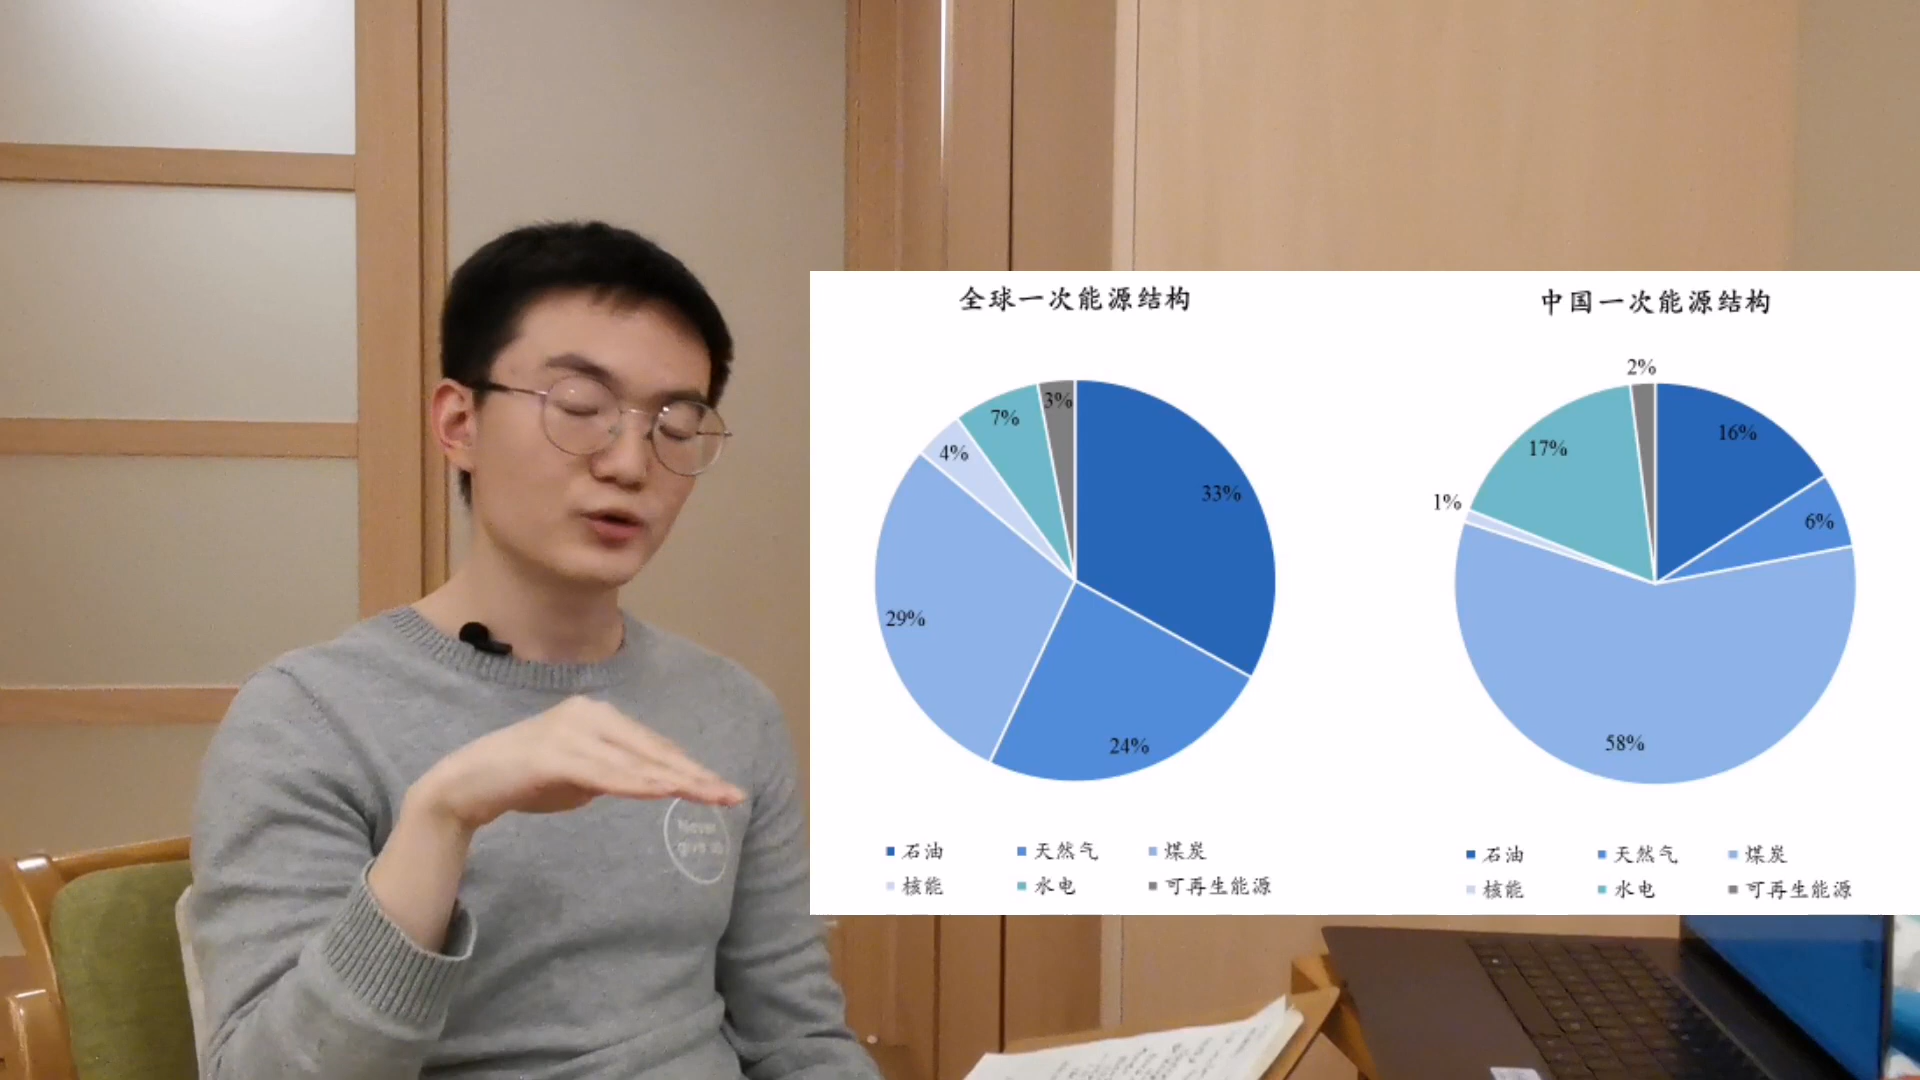 全球一次能源结构
3%
7%
4%
33%
29%
24%
石油 天然气 煤炭
核能 水电 可再生能源
中国一次能源结构
2%
16%
17%
1%
6%
58%
石油 天然气 煤炭
核能 水电 可再生能源
Never
give up